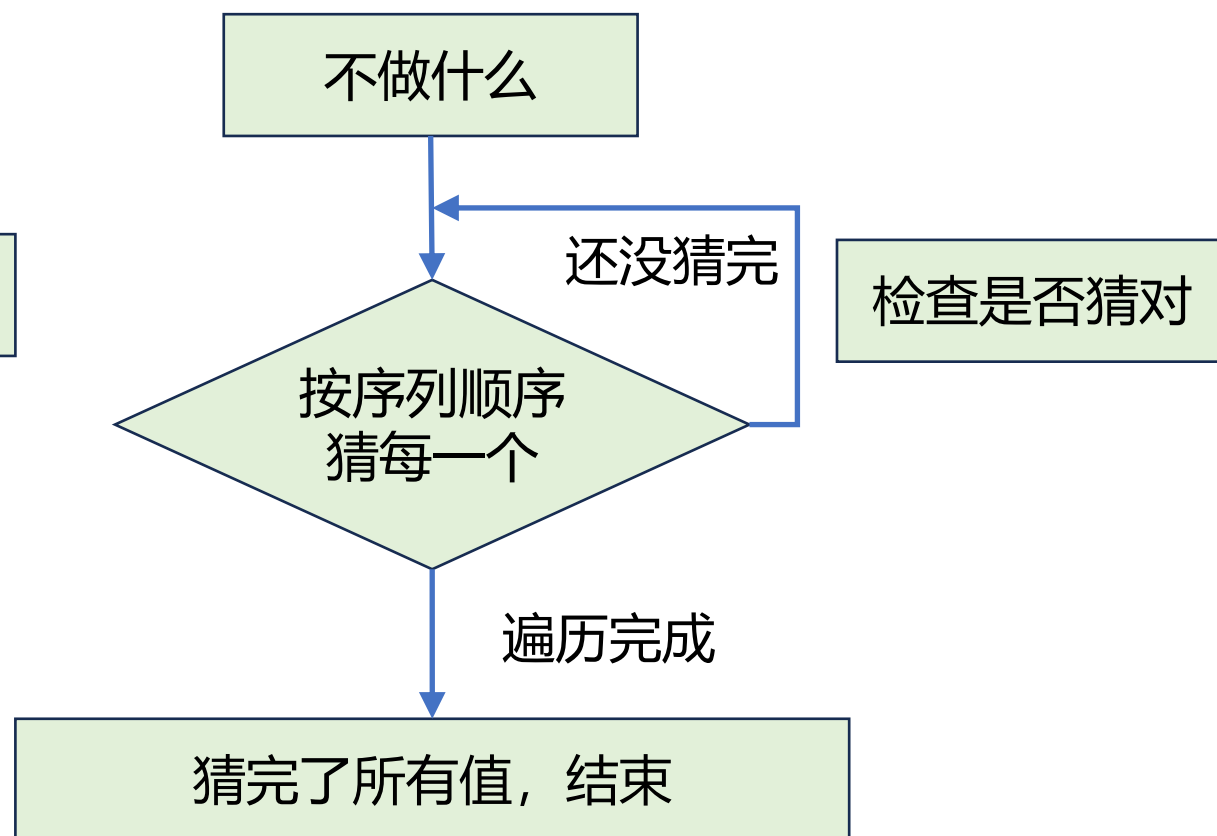 不做什么
还没猜完
检查是否猜对
按序列顺序
猜每一个
遍历完成
猜完了所有值，结束